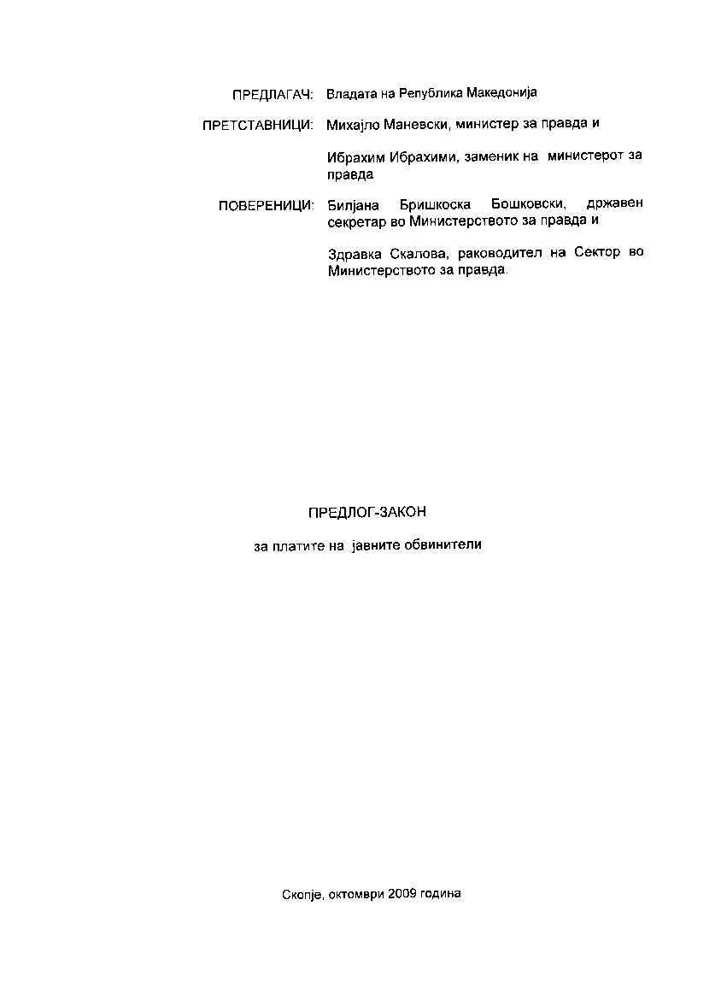 ПРЕДЛАГАЧ: Владата на Република Македонија
ПРЕТСТАВНИЦИ: Михајло Маневски, министер за правда и
Ибрахим Ибрахими, заменик на министерот за
правда
ПОВЕРЕНИЦИ: Билјана Бришкоска Бошковски, државен
секретар во Министерството за правда и
Здравка Скалова, раководител на Сектор во
Министерството за правда.
ПРЕДЛОГ-ЗАКОН
за платите на јавните обвинители
Скопје, октомври 2009 година